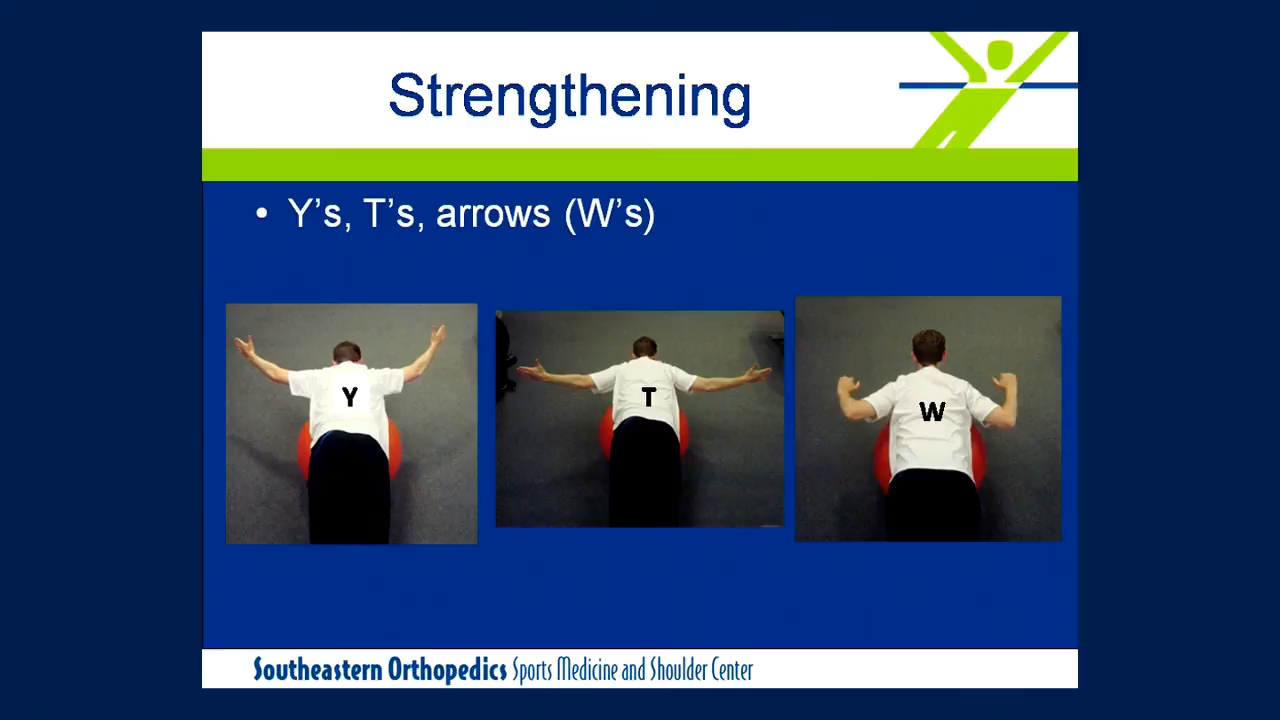 Strengthening
• Y’s, T’s, arrows (W’s)
Y
T
W
Southeastern Orthopedics Sports Medicine and Shoulder Center